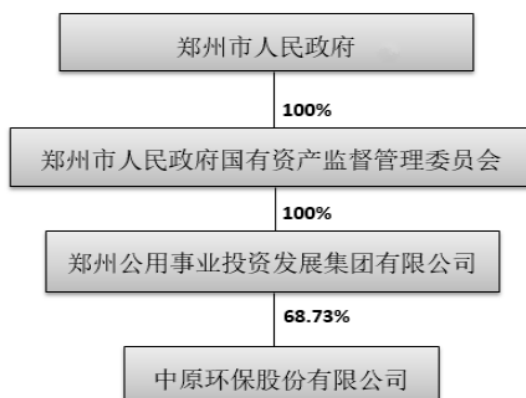 郑州市人民政府
100%
郑州市人民政府国有资产监督管理委员会
100%
郑州公用事业投资发展集团有限公司
68.73%
中原环保股份有限公司